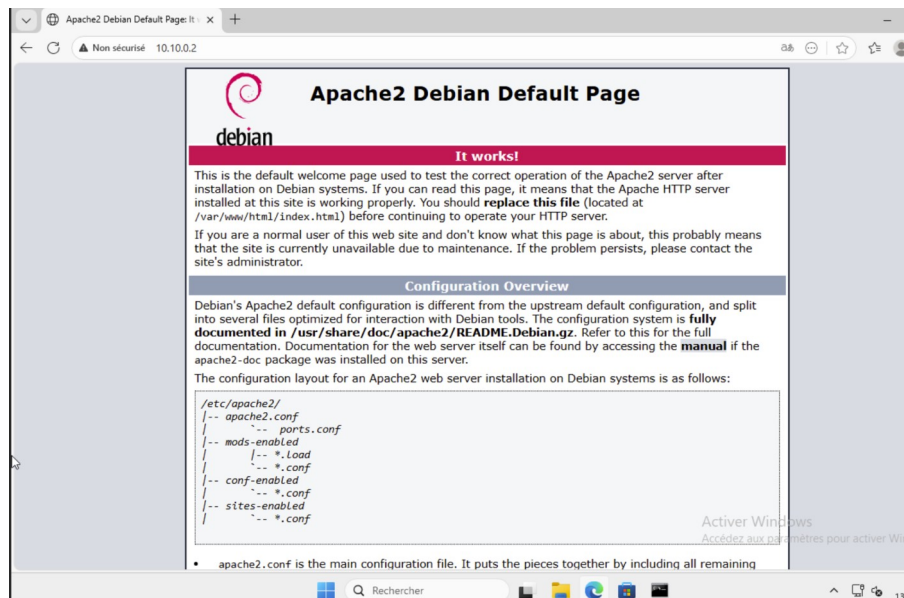 Apache2 Debian Default Page: It
Non sécurisé 10.10.0.2
Apache2 Debian Default Page
debian
It works!
This is the default welcome page used to test the correct operation of the Apache2 server after
installation on Debian systems. If you can read this page, it means that the Apache HTTP server
installed at this site is working properly. You should replace this file (located at
/var/www/html/index.html) before continuing to operate your HTTP server.
If you are a normal user of this web site and don't know what this page is about, this probably means
that the site is currently unavailable due to maintenance. If the problem persists, please contact the
site's administrator.
Configuration Overview
Debian's Apache2 default configuration is different from the upstream default configuration, and split
into several files optimized for interaction with Debian tools. The configuration system is fully
documented in /usr/share/doc/apache2/README.Debian.gz. Refer to this for the full
documentation. Documentation for the web server itself can be found by accessing the manual if the
apache2-doc package was installed on this server.
The configuration layout for an Apache2 web server installation on Debian systems is as follows:
/etc/apache2/
|-- apache2.conf
|       `--  ports.conf
|-- mods-enabled
|       |-- *.load
|       `-- *.conf
|-- conf-enabled
|       `-- *.conf
|-- sites-enabled
|       `-- *.conf
Activer Windows
Accédez aux paramètres pour activer Wi
• apache2.conf is the main configuration file. It puts the pieces together by including all remaining
Rechercher
13